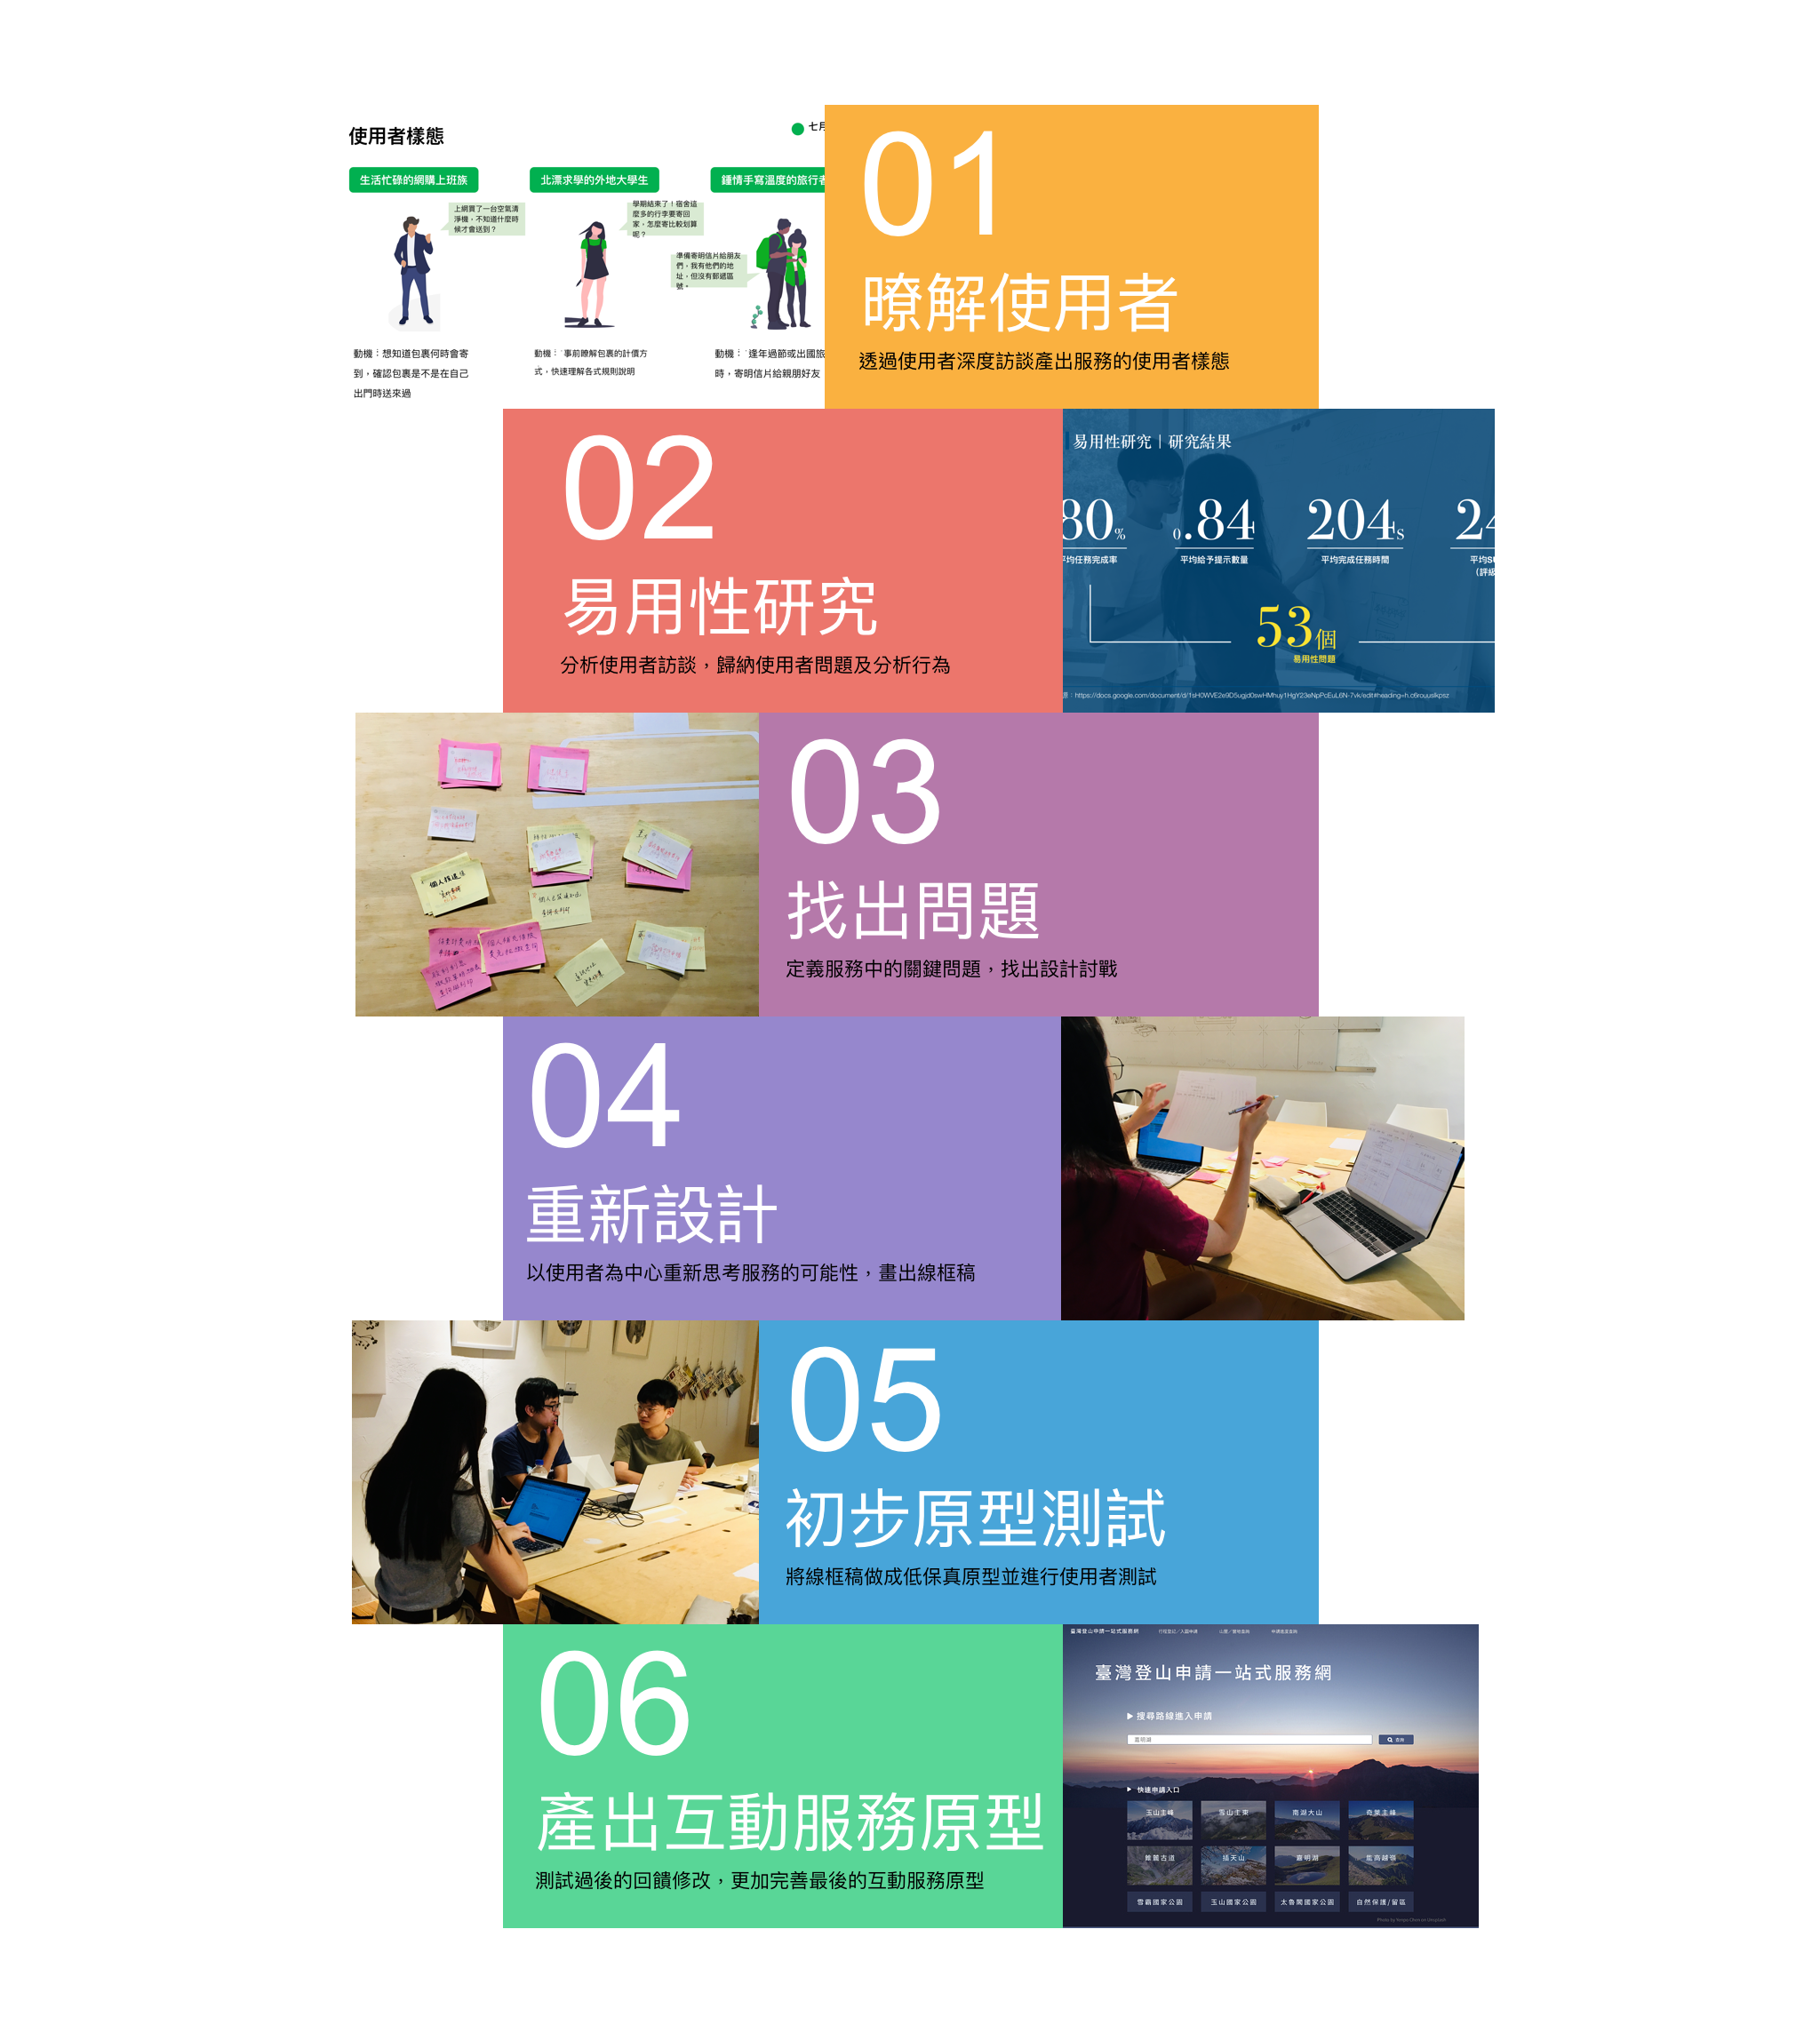 使用者樣態
七月
生活忙碌的網購上班族
北漂求學的外地大學生
鍾情手寫溫度的旅行者
上網買了一台空氣清
淨機，不知道什麼時
候才會送到？
學期結束了！宿舍這
麼多的行李要寄回
家，怎麼寄比較划算
呢？
準備寄明信片給朋友
們，我有他們的地
址，但沒有郵遞區
號。
動機：想知道包裹何時會寄
到，確認包裹是不是在自己
出門時送來過
動機：事前瞭解包裹的計價方
式，快速理解各式規則說明
動機：逢年過節或出國旅
時，寄明信片給親朋好友
01
暸解使用者
透過使用者深度訪談產出服務的使用者樣態
02
易用性研究
分析使用者訪談，歸納使用者問題及分析行為
易用性研究｜研究結果
80%
平均任務完成率
0.84
平均給予提示數量
204s
平均完成任務時間
24
平均SU
（評級
53個
易用性問題
個人投遞
03
找出問題
定義服務中的關鍵問題，找出設計討戰
04
重新設計
以使用者為中心重新思考服務的可能性，畫出線框稿
05
初步原型測試
將線框稿做成低保真原型並進行使用者測試
06
產出互動服務原型
測試過後的回饋修改，更加完善最後的互動服務原型
臺灣登山申請一站式服務網
臺灣登山申請一站式服務網
搜尋路線進入申請
嘉明湖
查詢
快速申請入口
玉山主峰
雪山主東
南湖大山
奇萊主峰
錐麓古道
嘉明湖
能高越嶺
雪霸國家公園
玉山國家公園
太魯閣國家公園
自然保護/留區